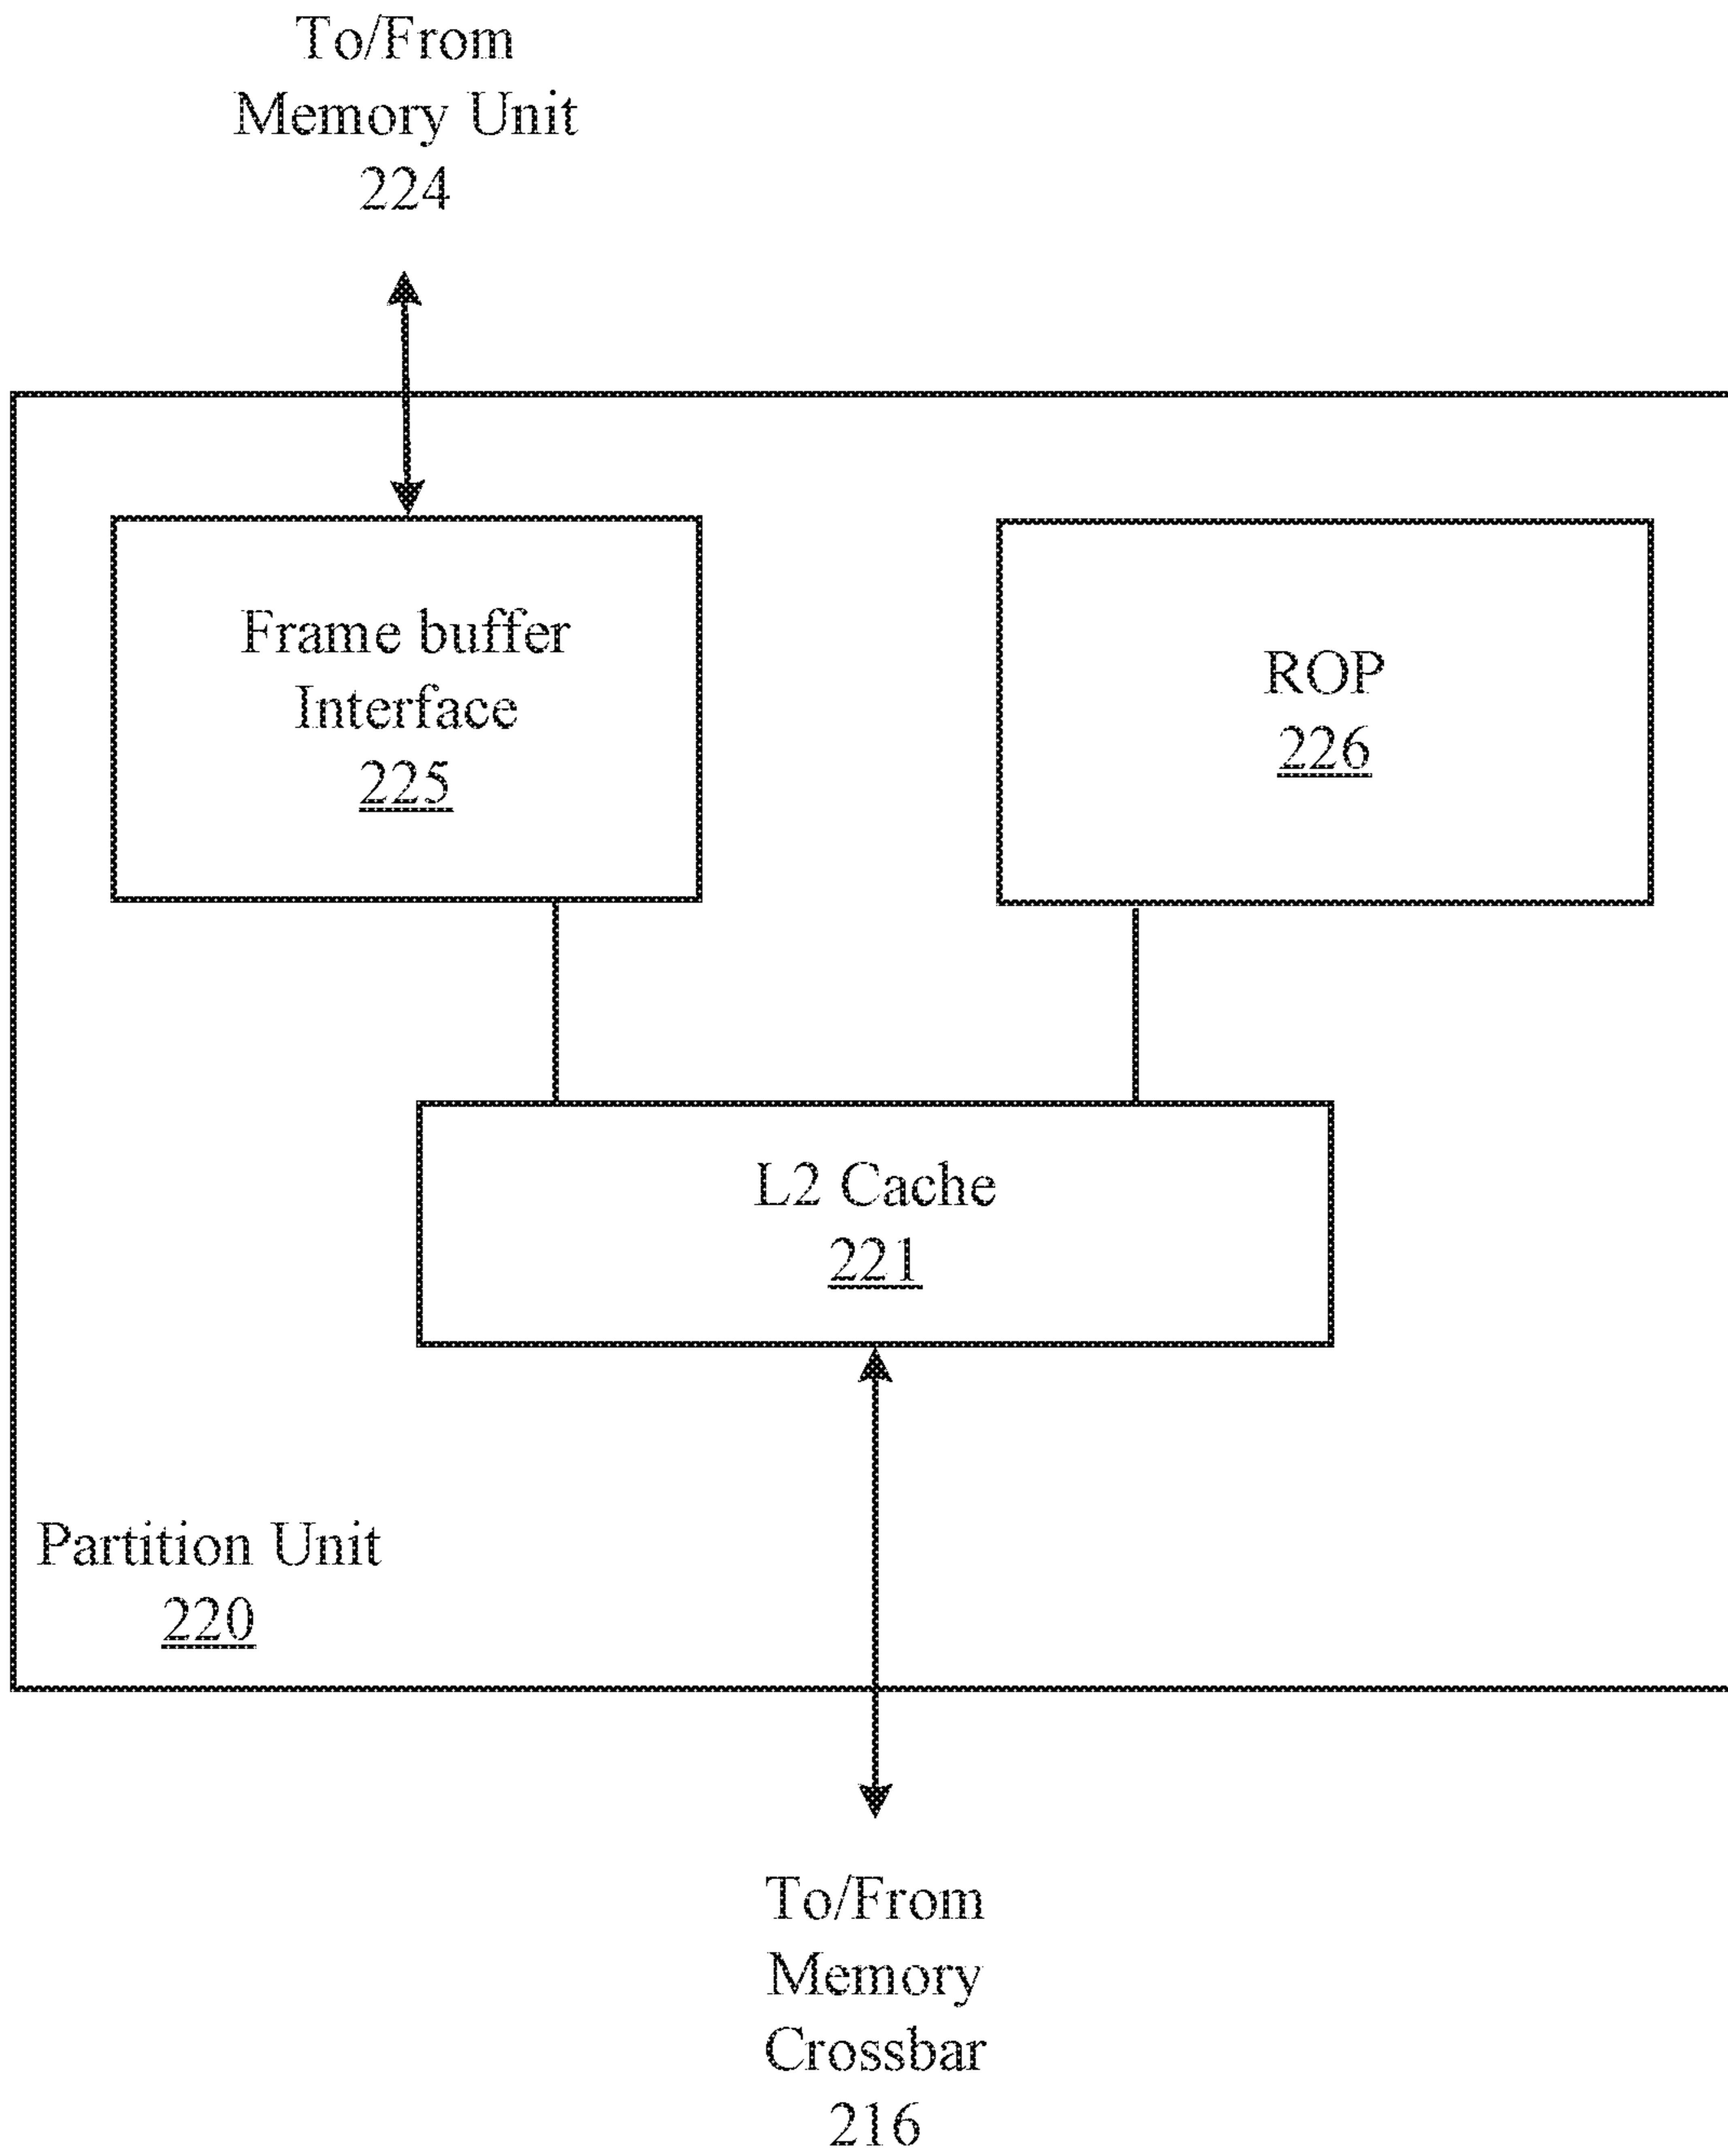 To/From
Memory Unit
224
Frame buffer
Interface
225
ROP
226
L2 Cache
221
Partition Unit
220
To/From
Memory
Crossbar
216